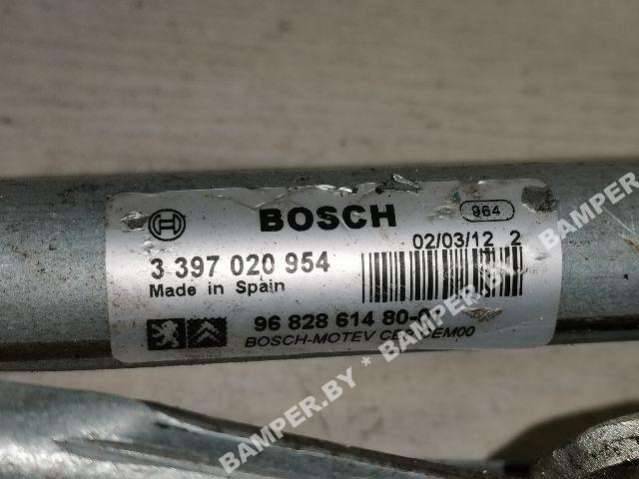 BOSCH
964
02/03/12 2
3 397 020 954
Made in Spain
96 828 614 80-
BOSCH-MOTEV
BAMPER.BY * BAMPER.BY * BAMPER.BY